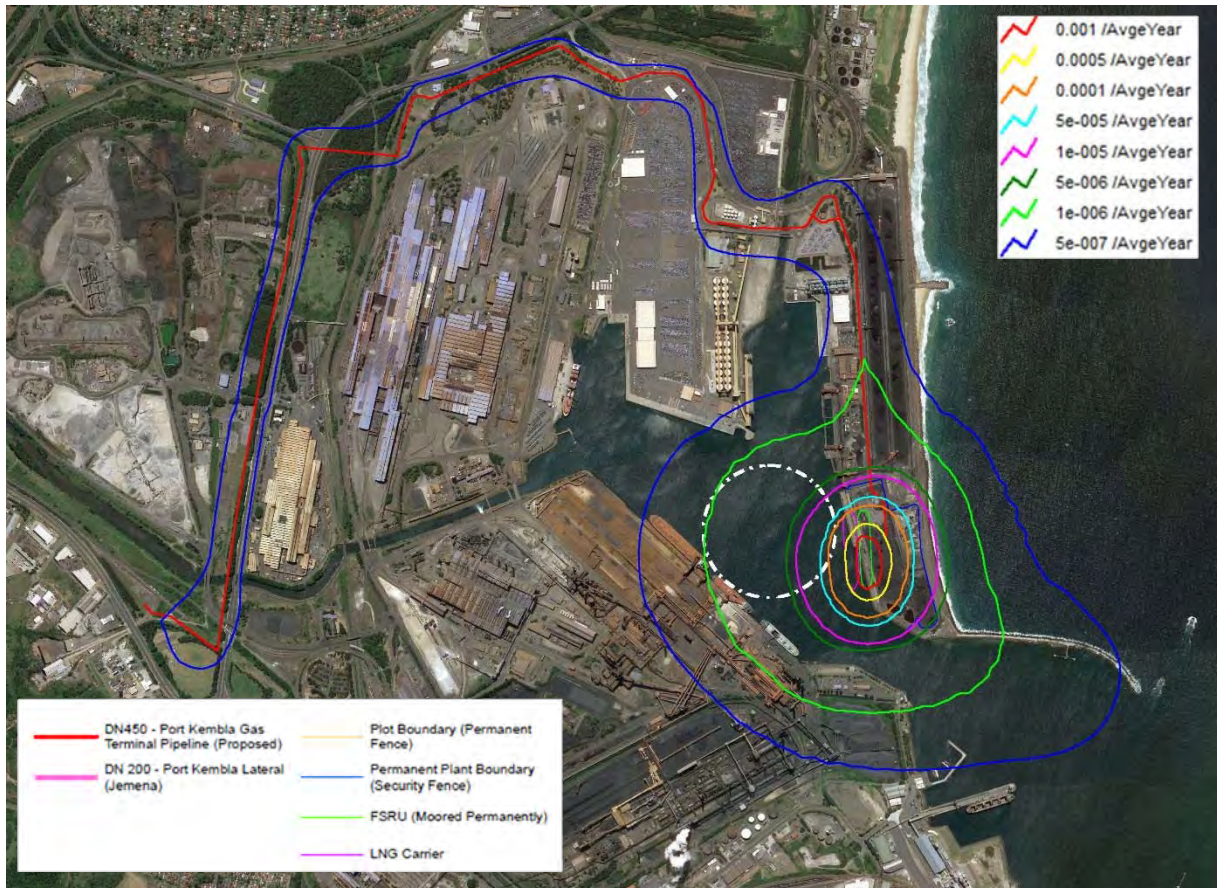 0.001 /AvgeYear
0.0005 /AvgeYear
0.0001 /AvgeYear
5e-005 /AvgeYear
1e-005 /AvgeYear
5e-006 /AvgeYear
1e-006 /AvgeYear
5e-007 /AvgeYear
DN450 - Port Kembla Gas
Terminal Pipeline (Proposed)
DN 200 - Port Kembla Lateral
(Jemena)
Plot Boundary (Permanent
Fence)
Permanent Plant Boundary
(Security Fence)
FSRU (Moored Permanently)
LNG Carrier